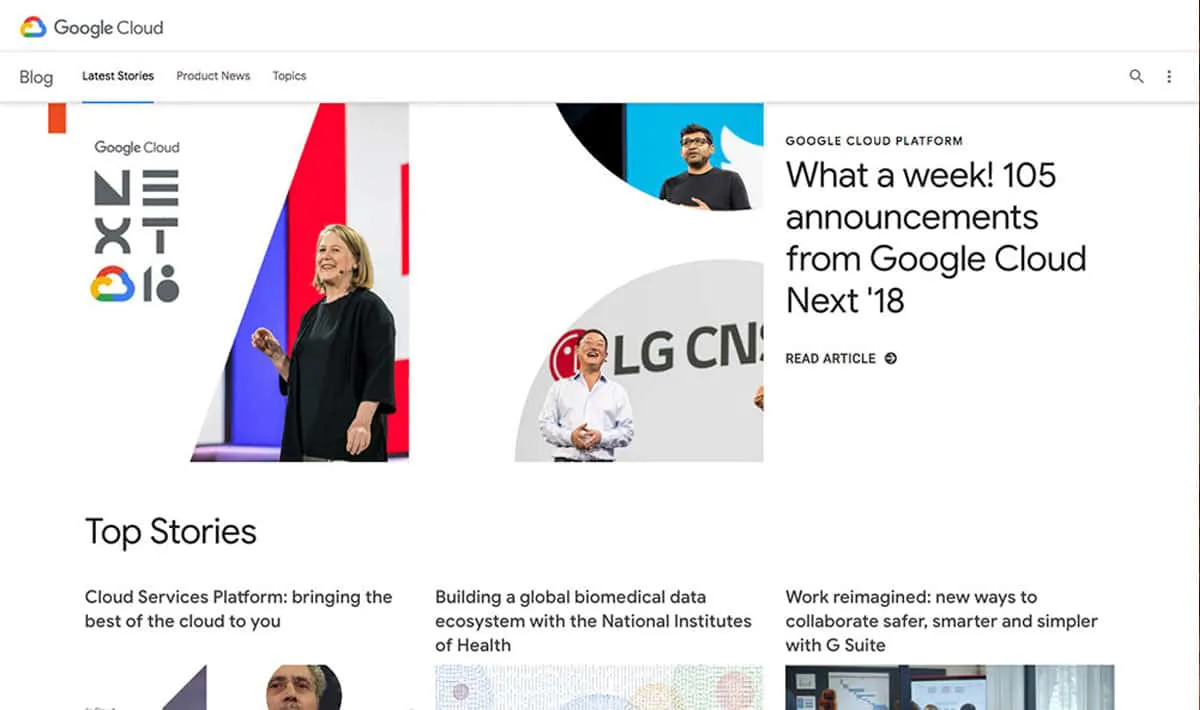 Google Cloud
Blog
Latest Stories
Product News
Topics
Google Cloud
NE
XT
18
LG CNS
GOOGLE CLOUD PLATFORM
What a week! 105
announcements
from Google Cloud
Next '18
READ ARTICLE
Top Stories
Cloud Services Platform: bringing the
best of the cloud to you
Building a global biomedical data
ecosystem with the National Institutes
of Health
Work reimagined: new ways to
collaborate safer, smarter and simpler
with G Suite